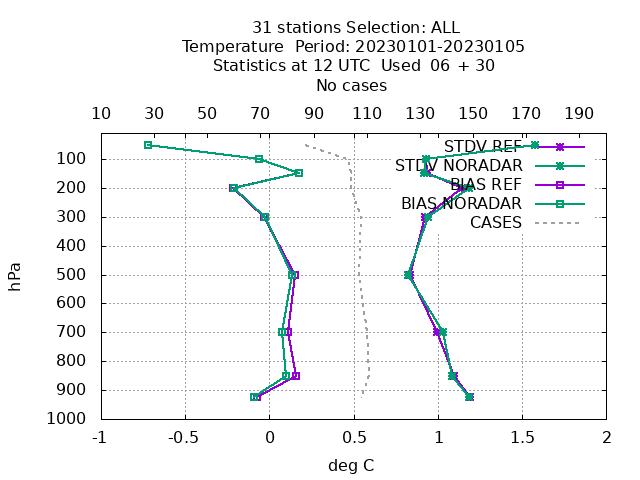 31 stations Selection: ALL
Temperature  Period: 20230101-20230105
Statistics at 12 UTC  Used  06 + 30
No cases
10 30 50 70 90 110 130 150 170 190
STDV REF
100 STDV NORADAR
200 BIAS REF
BIAS NORADAR
300 CASES
400
hPa
500
600
700
800
900
1000
-1 -0.5 0 0.5 1 1.5 2
deg C